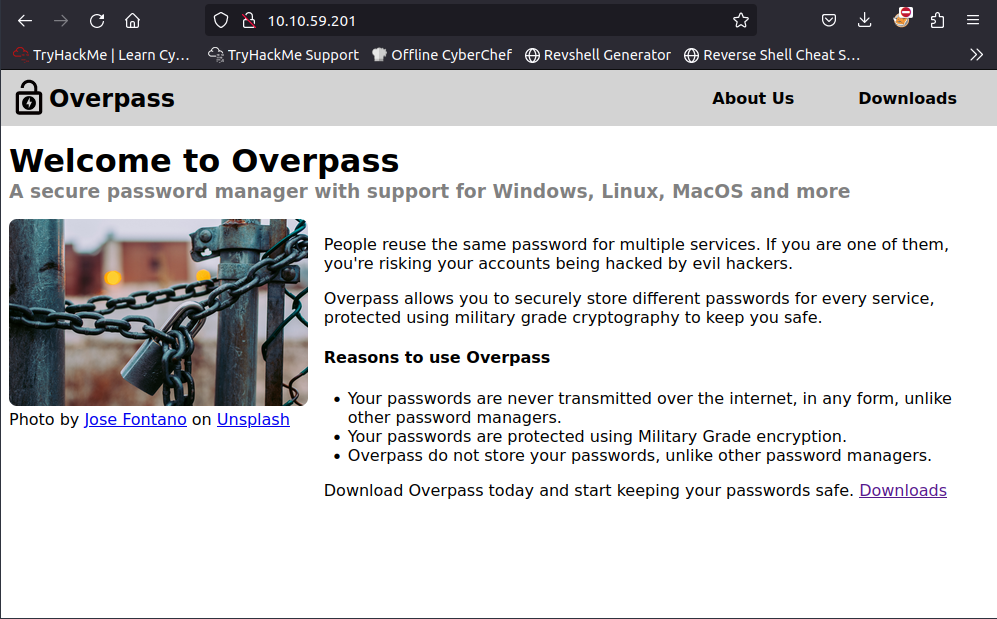 10.10.59.201
TryHackMe | Learn Cy… TryHackMe Support Offline CyberChef Revshell Generator Reverse Shell Cheat S…
Overpass About Us Downloads
Welcome to Overpass
A secure password manager with support for Windows, Linux, MacOS and more
People reuse the same password for multiple services. If you are one of them,
you're risking your accounts being hacked by evil hackers.
Overpass allows you to securely store different passwords for every service,
protected using military grade cryptography to keep you safe.
Reasons to use Overpass
• Your passwords are never transmitted over the internet, in any form, unlike
other password managers.
• Your passwords are protected using Military Grade encryption.
• Overpass do not store your passwords, unlike other password managers.
Download Overpass today and start keeping your passwords safe. Downloads
Photo by Jose Fontano on Unsplash